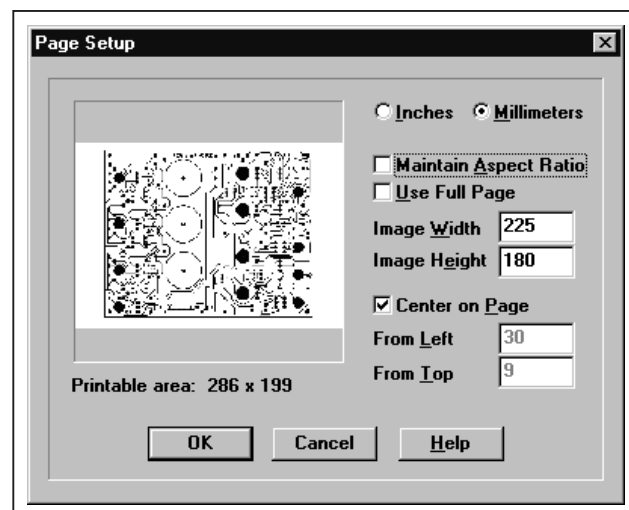 Page Setup
Inches Millimeters
Maintain Aspect Ratio
Use Full Page
Image Width 225
Image Height 180
Center on Page
From Left 30
From Top 9
Printable area: 286 x 199
OK Cancel Help